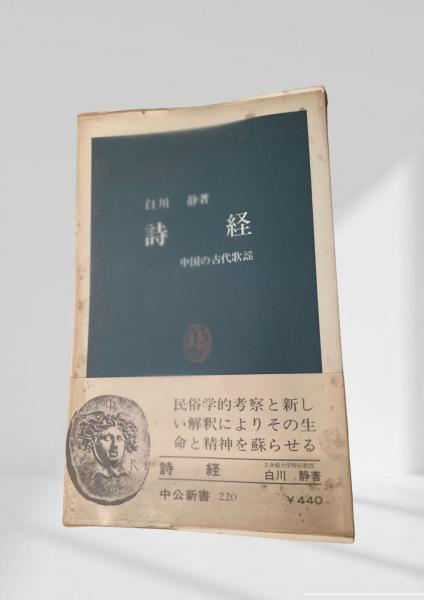 白川 静著
詩 経
中国の古代歌謡
民俗学的考察と新し
い解釈によりその生
命と精神を蘇らせる
詩 経
立命館大学特任教授
白川 静著
中公新書 220
¥440